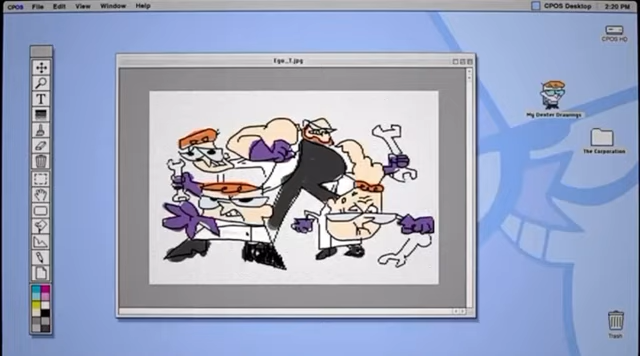 CPOS File Edit View Window Help CPOS Desktop 2:20 PM
Ego_1.jpg
CPOS HD
My Dexter Drawings
The Corporation
T
Trash